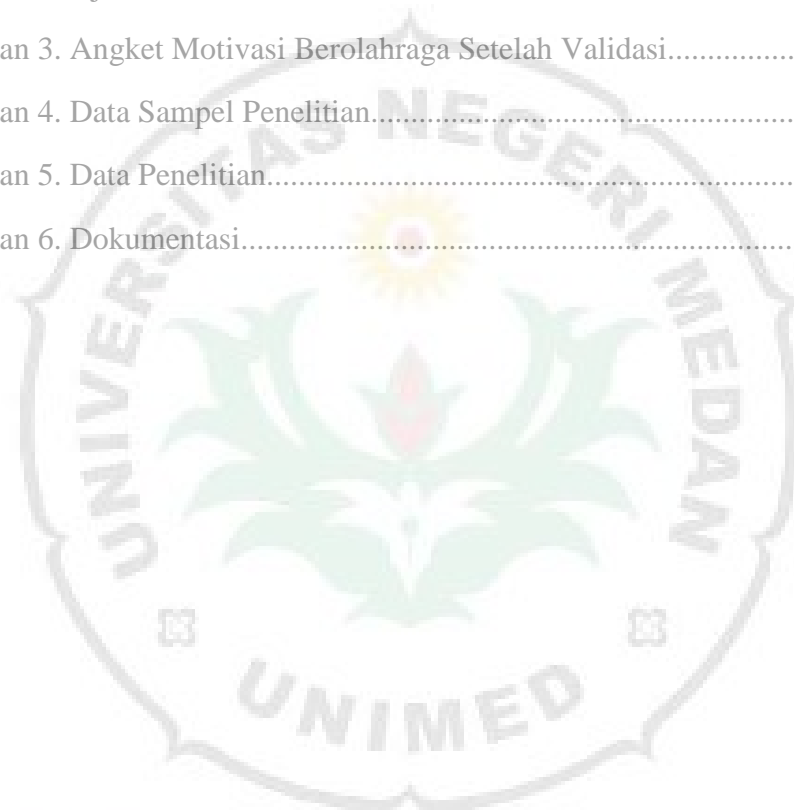 an 3. Angket Motivasi Berolahraga Setelah Validasi................
an 4. Data Sampel Penelitian.....................................................
an 5. Data Penelitian..................................................................
an 6. Dokumentasi.....................................................................
UNIVERSITAS NEGERI MEDAN
UNIMED